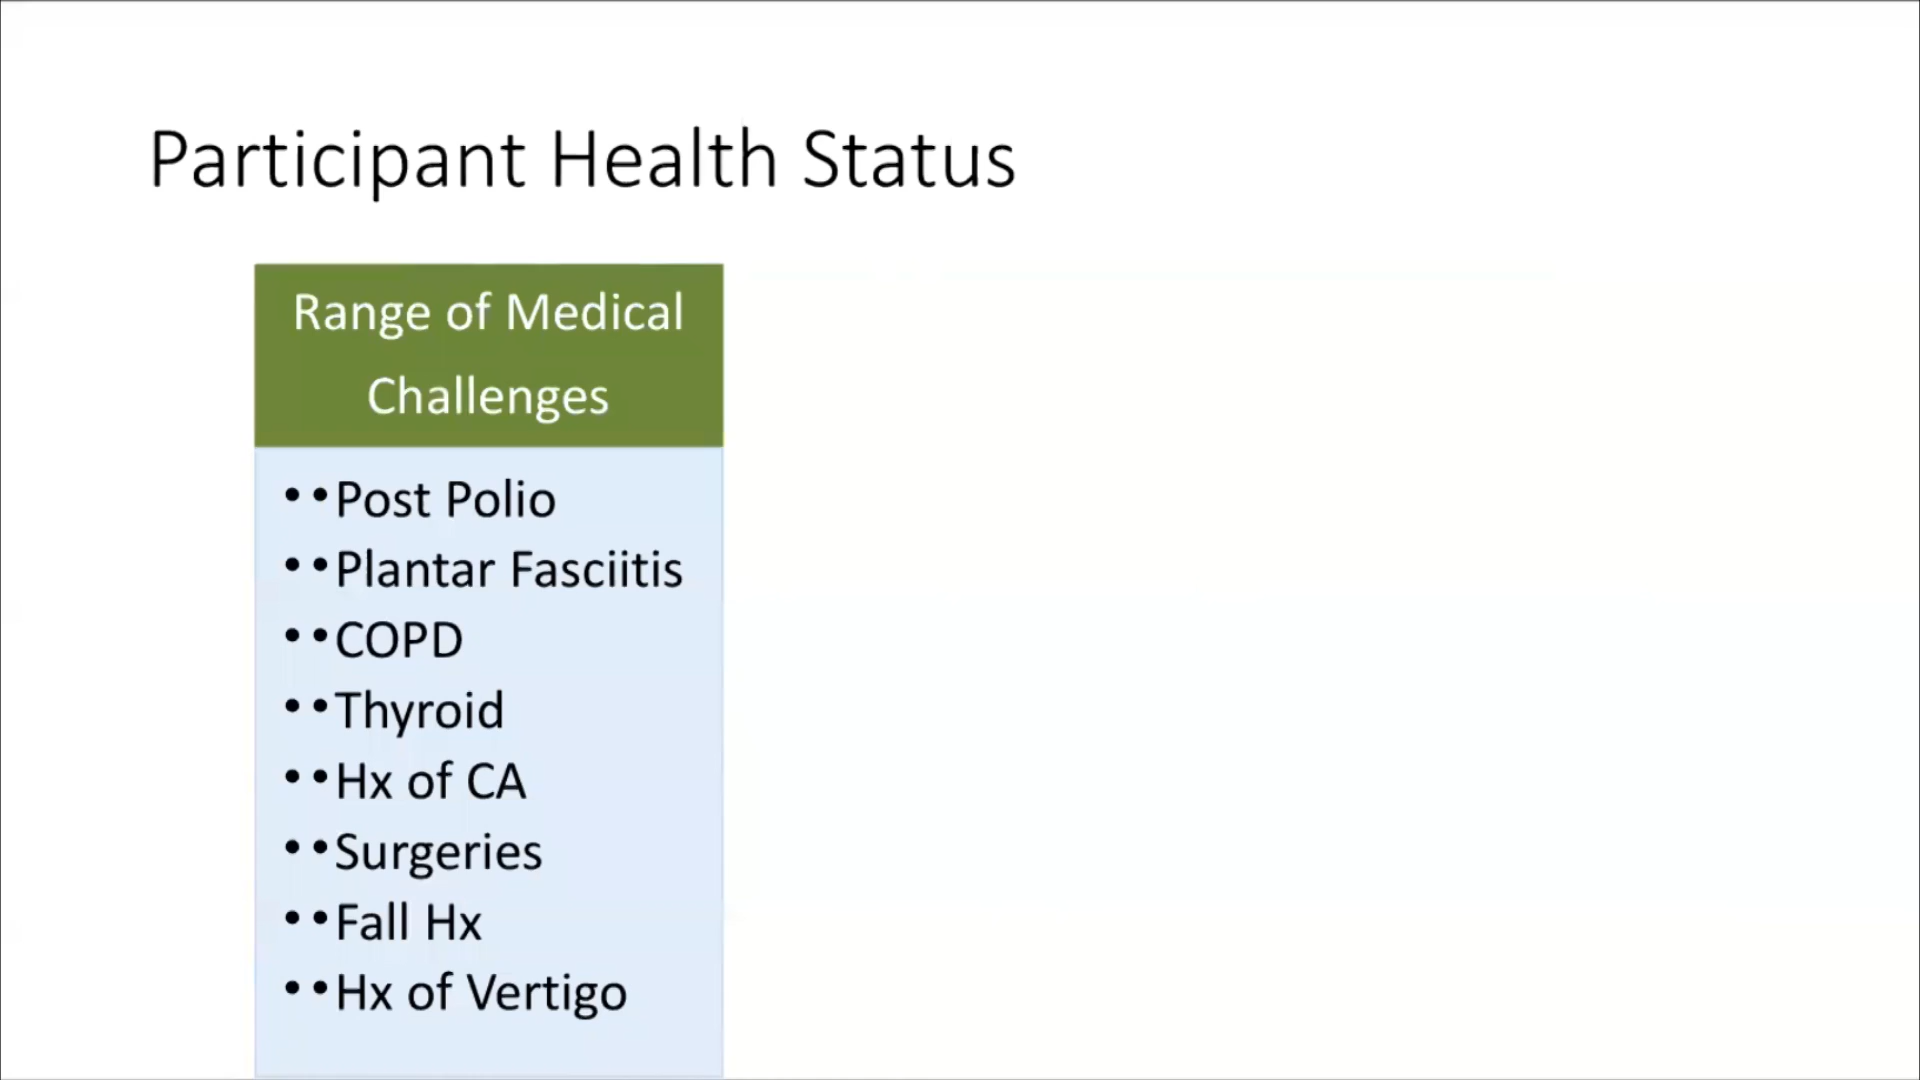 Participant Health Status
Range of Medical
Challenges
• • Post Polio
• • Plantar Fasciitis
• • COPD
• • Thyroid
• • Hx of CA
• • Surgeries
• • Fall Hx
• • Hx of Vertigo